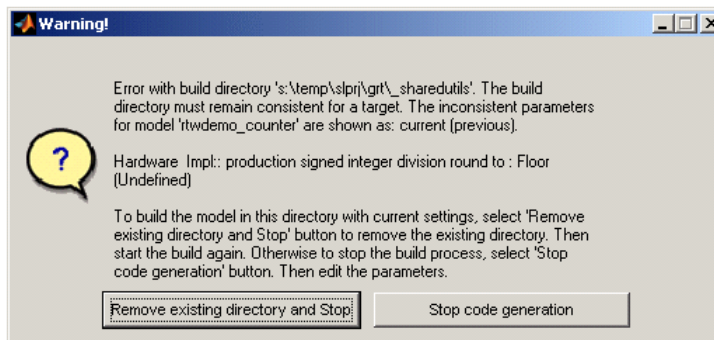 Warning!
Error with build directory 's:\temp\slprj\grt\_sharedutils'. The build
directory must remain consistent for a target. The inconsistent parameters
for model 'rtwdemo_counter' are shown as: current (previous).
Hardware Impl:: production signed integer division round to : Floor
(Undefined)
To build the model in this directory with current settings, select 'Remove
existing directory and Stop' button to remove the existing directory. Then
start the build again. Otherwise to stop the build process, select 'Stop
code generation' button. Then edit the parameters.
Remove existing directory and Stop
Stop code generation